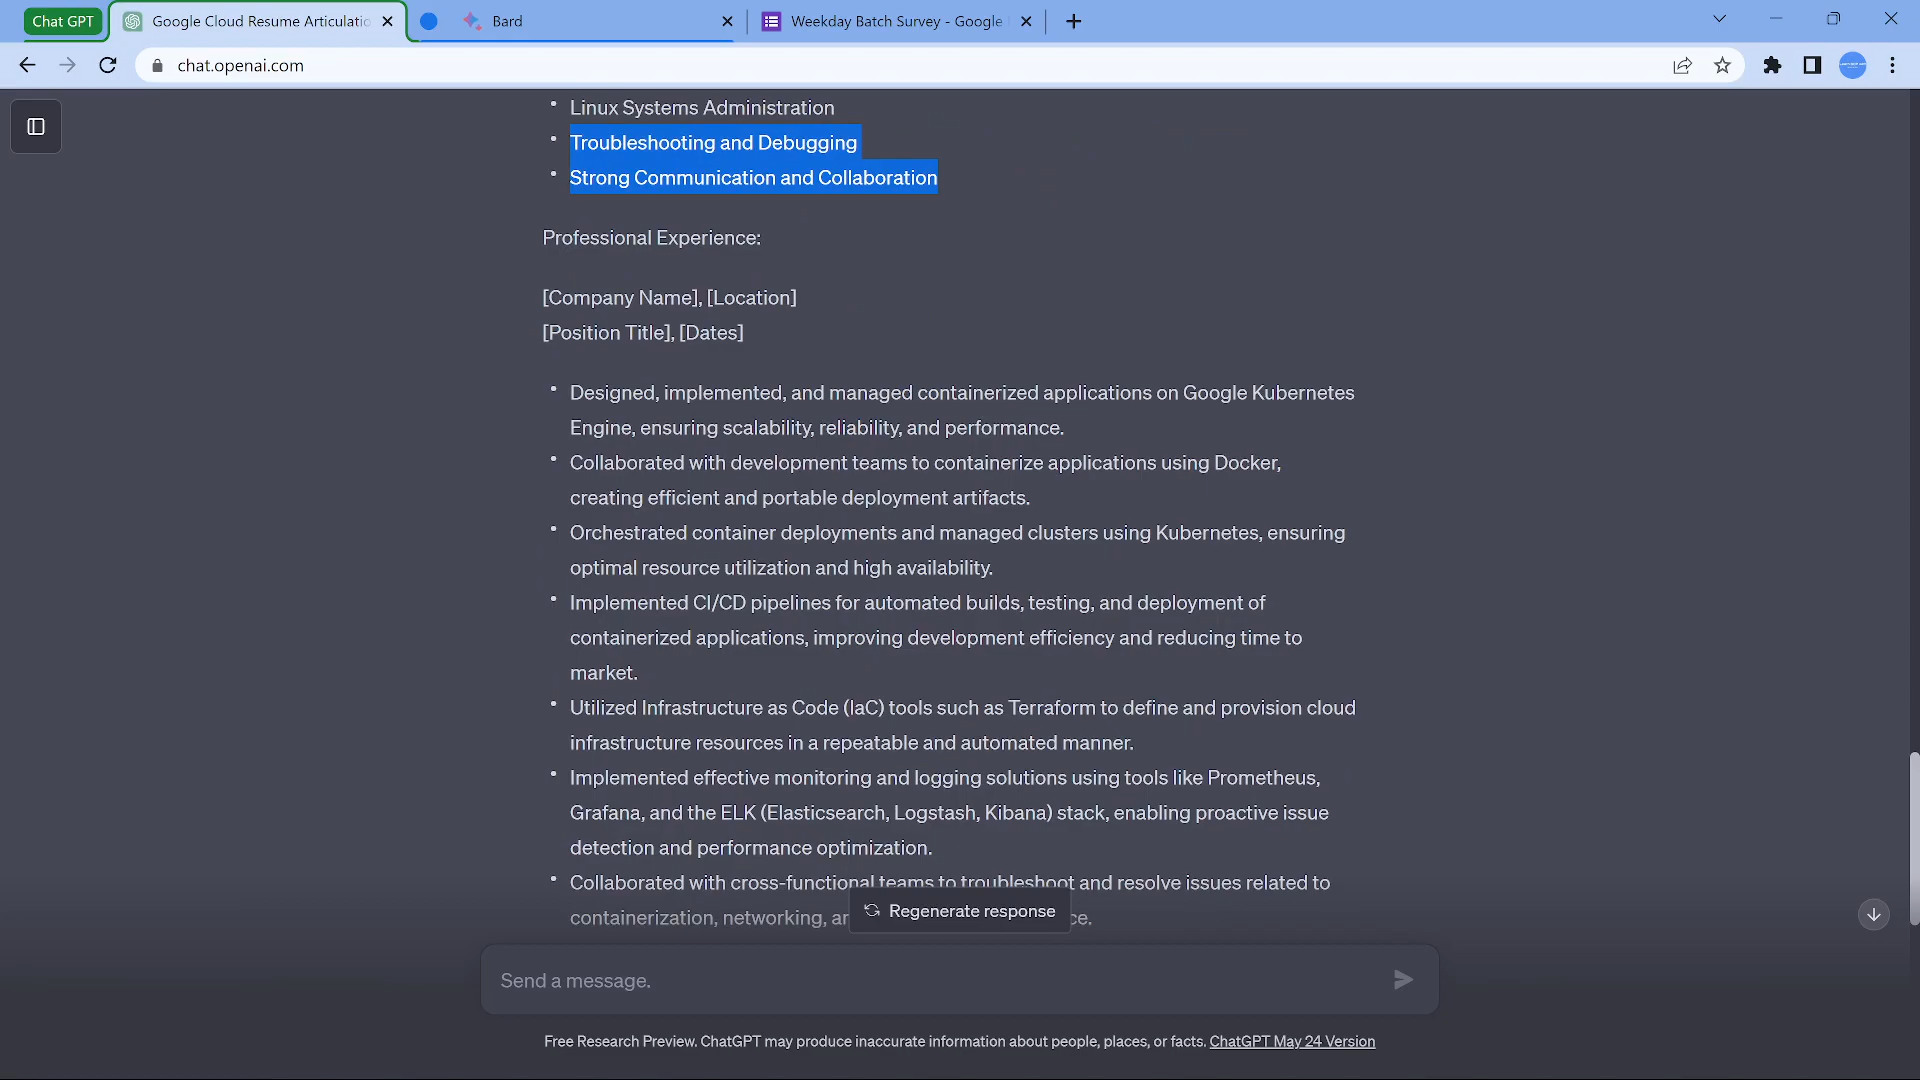 Chat GPT
Google Cloud Resume Articulatio
Bard
Weekday Batch Survey - Google
chat.openai.com
• Linux Systems Administration
• Troubleshooting and Debugging
• Strong Communication and Collaboration
Professional Experience:
[Company Name], [Location]
[Position Title], [Dates]
• Designed, implemented, and managed containerized applications on Google Kubernetes
Engine, ensuring scalability, reliability, and performance.
• Collaborated with development teams to containerize applications using Docker,
creating efficient and portable deployment artifacts.
• Orchestrated container deployments and managed clusters using Kubernetes, ensuring
optimal resource utilization and high availability.
• Implemented CI/CD pipelines for automated builds, testing, and deployment of
containerized applications, improving development efficiency and reducing time to
market.
• Utilized Infrastructure as Code (IaC) tools such as Terraform to define and provision cloud
infrastructure resources in a repeatable and automated manner.
• Implemented effective monitoring and logging solutions using tools like Prometheus,
Grafana, and the ELK (Elasticsearch, Logstash, Kibana) stack, enabling proactive issue
detection and performance optimization.
• Collaborated with cross-functional teams to troubleshoot and resolve issues related to
containerization, networking,
Regenerate response
Send a message.
Free Research Preview. ChatGPT may produce inaccurate information about people, places, or facts. ChatGPT May 24 Version